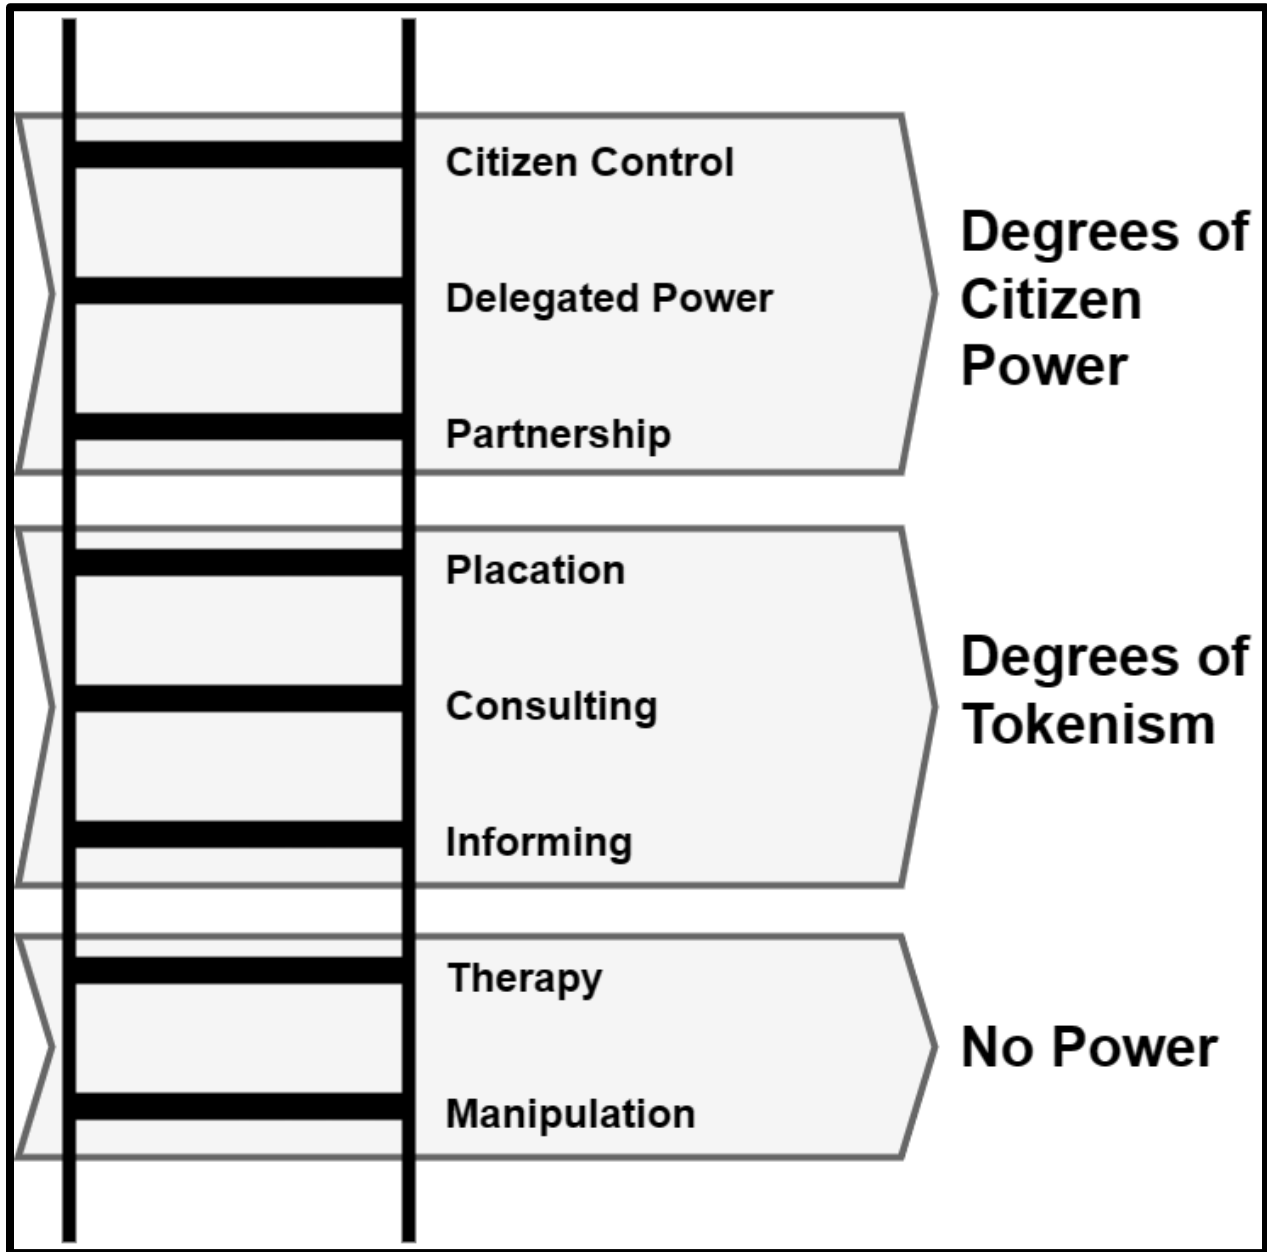 Citizen Control
Delegated Power
Partnership
Degrees of
Citizen
Power
Placation
Consulting
Informing
Degrees of
Tokenism
Therapy
Manipulation
No Power